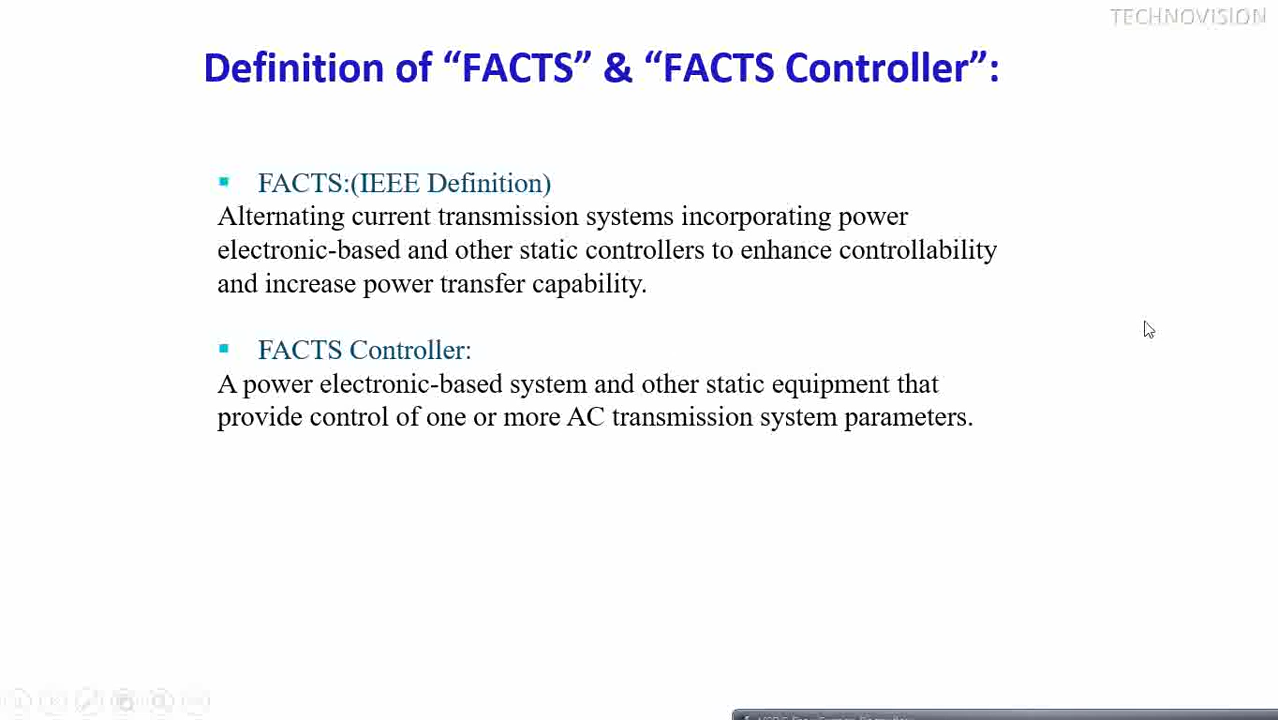 TECHNOVISION
Definition of “FACTS” & “FACTS Controller”:
▪ FACTS:(IEEE Definition)
Alternating current transmission systems incorporating power
electronic-based and other static controllers to enhance controllability
and increase power transfer capability.
▪ FACTS Controller:
A power electronic-based system and other static equipment that
provide control of one or more AC transmission system parameters.